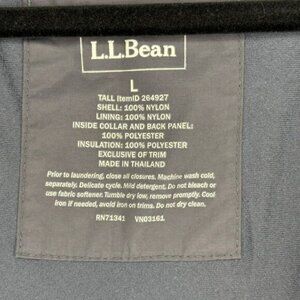 L.L.Bean
L
TALL ItemID 264927
SHELL: 100% NYLON
LINING: 100% NYLON
INSIDE COLLAR AND BACK PANEL:
100% POLYESTER
INSULATION: 100% POLYESTER
EXCLUSIVE OF TRIM
MADE IN THAILAND
Prior to laundering, close all closures. Machine wash cold,
separately. Delicate cycle. Mild detergent. Do not bleach or
use fabric softener. Tumble dry low, remove promptly. Cool
iron if needed, avoid iron on trims. Do not dry clean.
RN71341 VN03161